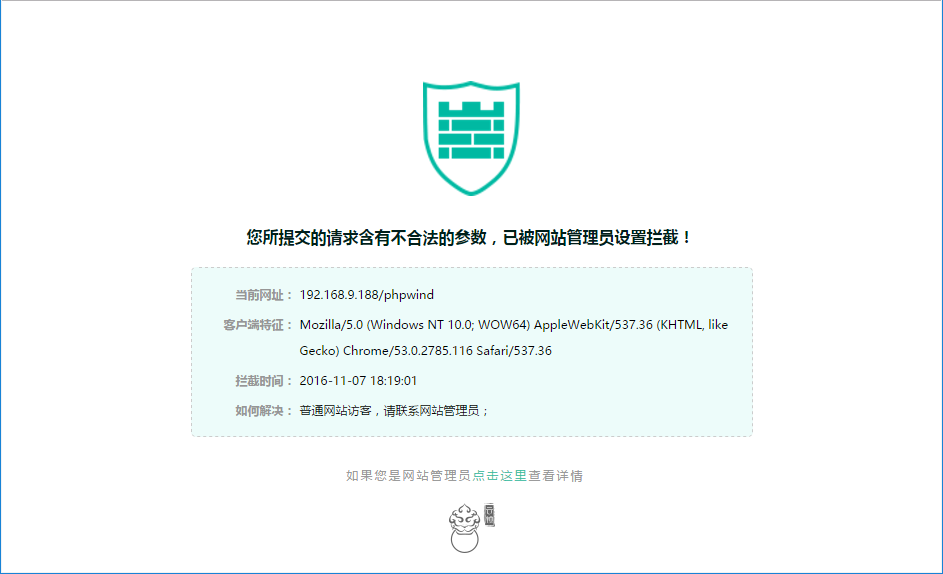 您所提交的请求含有不合法的参数，已被网站管理员设置拦截！
当前网址： 192.168.9.188/phpwind
客户端特征： Mozilla/5.0 (Windows NT 10.0; WOW64) AppleWebKit/537.36 (KHTML, like
Gecko) Chrome/53.0.2785.116 Safari/537.36
拦截时间： 2016-11-07 18:19:01
如何解决： 普通网站访客，请联系网站管理员；
如果您是网站管理员点击这里查看详情